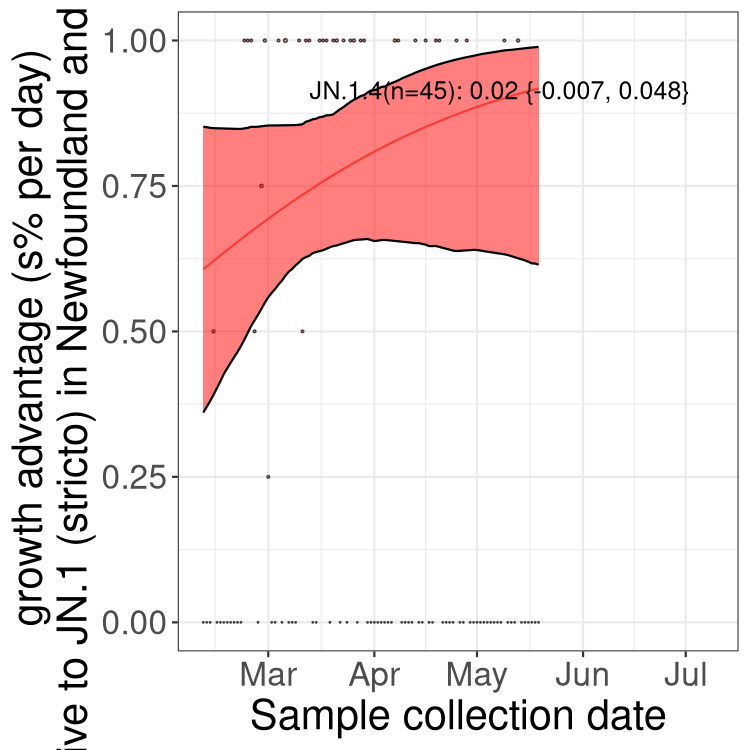 growth advantage (s% per day)
ive to JN.1 (stricto) in Newfoundland and
1.00
0.75
0.50
0.25
0.00
JN.1.4(n=45): 0.02 {-0.007, 0.048}
Mar Apr May Jun Jul
Sample collection date